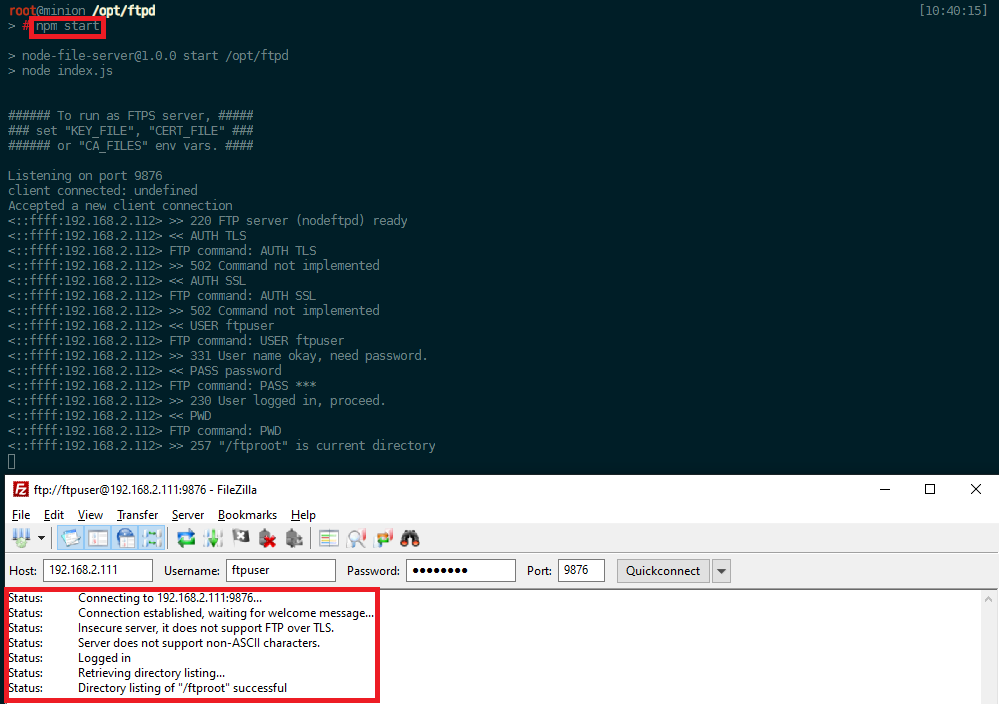 root@minion /opt/ftpd [10:40:15]
> # npm start
> node-file-server@1.0.0 start /opt/ftpd
> node index.js
###### To run as FTPS server, #####
### set "KEY_FILE", "CERT_FILE" ###
###### or "CA_FILES" env vars. ####
Listening on port 9876
client connected: undefined
Accepted a new client connection
<::ffff:192.168.2.112> >> 220 FTP server (nodeftpd) ready
<::ffff:192.168.2.112> << AUTH TLS
<::ffff:192.168.2.112> FTP command: AUTH TLS
<::ffff:192.168.2.112> >> 502 Command not implemented
<::ffff:192.168.2.112> << AUTH SSL
<::ffff:192.168.2.112> FTP command: AUTH SSL
<::ffff:192.168.2.112> >> 502 Command not implemented
<::ffff:192.168.2.112> << USER ftpuser
<::ffff:192.168.2.112> FTP command: USER ftpuser
<::ffff:192.168.2.112> >> 331 User name okay, need password.
<::ffff:192.168.2.112> << PASS password
<::ffff:192.168.2.112> FTP command: PASS ***
<::ffff:192.168.2.112> >> 230 User logged in, proceed.
<::ffff:192.168.2.112> << PWD
<::ffff:192.168.2.112> FTP command: PWD
<::ffff:192.168.2.112> >> 257 "/ftproot" is current directory
Fz ftp://ftpuser@192.168.2.111:9876 - FileZilla
File Edit View Transfer Server Bookmarks Help
Host: 192.168.2.111 Username: ftpuser Password: ●●●●●●●● Port: 9876 Quickconnect
Status: Connecting to 192.168.2.111:9876...
Status: Connection established, waiting for welcome message...
Status: Insecure server, it does not support FTP over TLS.
Status: Server does not support non-ASCII characters.
Status: Logged in
Status: Retrieving directory listing...
Status: Directory listing of "/ftproot" successful